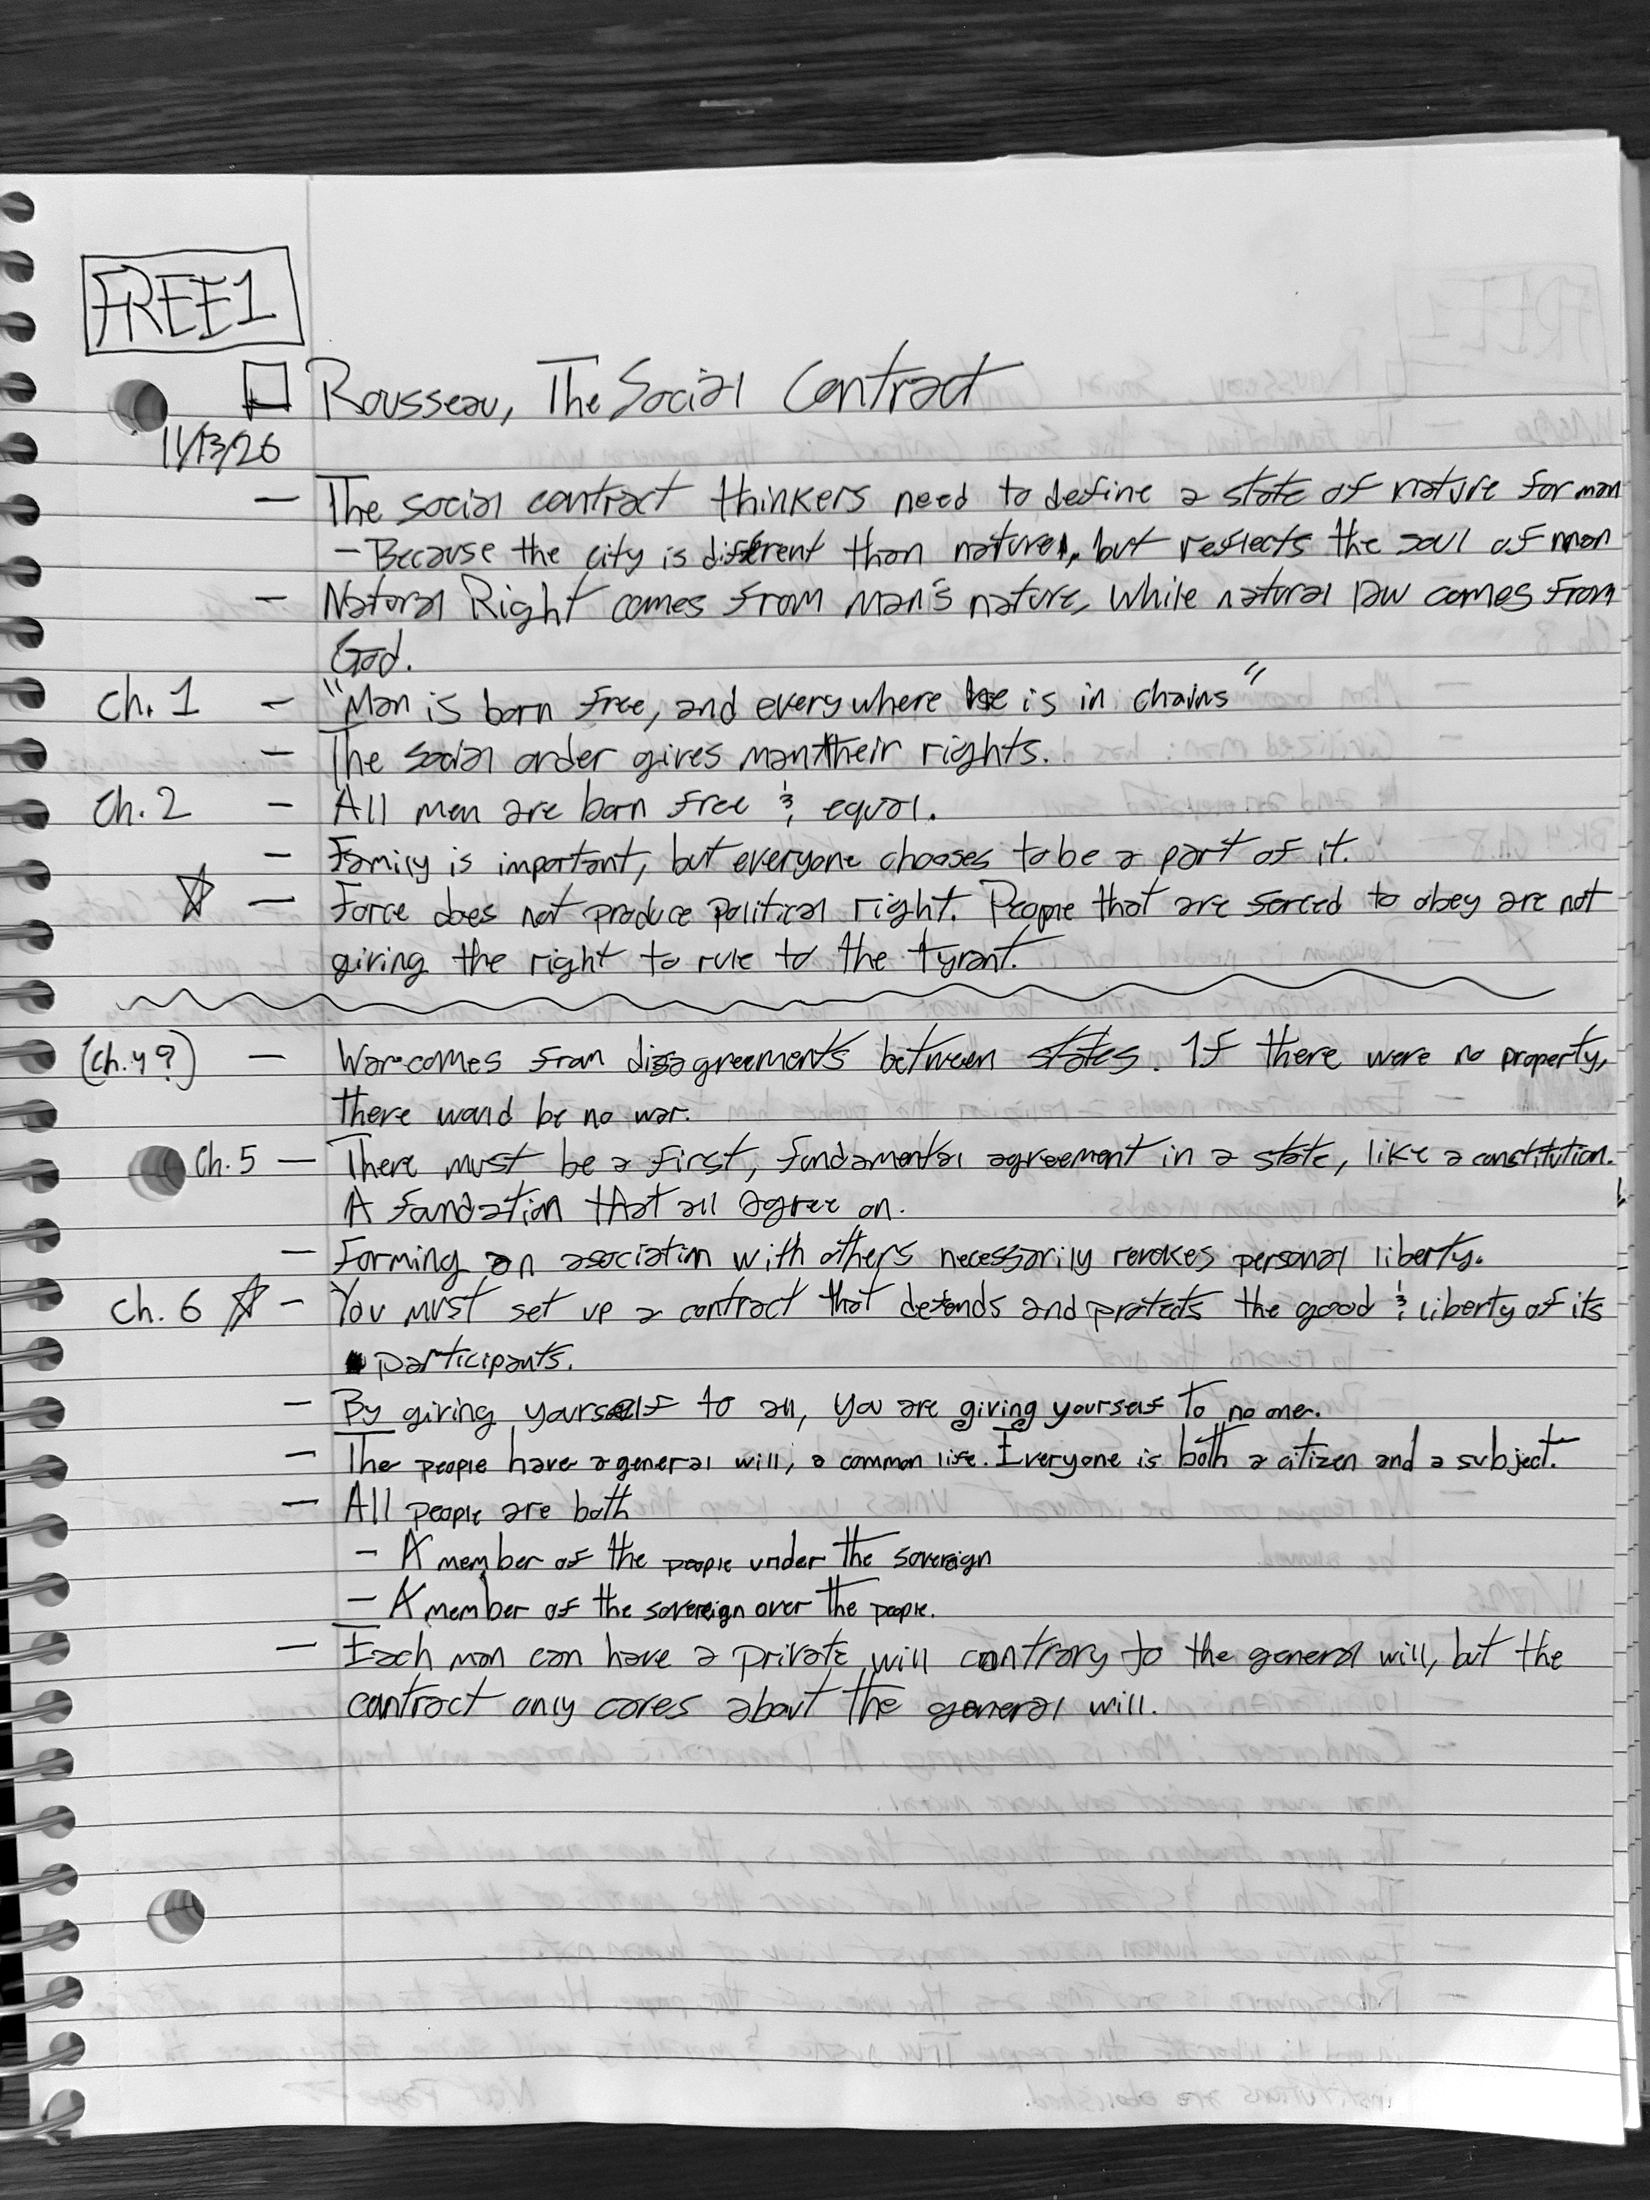 FREE1
Rousseau, The Social Contract
11/13/26
— The social contract thinkers need to define a state of nature for man
— Because the city is different than nature, but reflects the soul of man
— Natural Right comes from man's nature, while natural law comes from
God.
Ch. 1 — "Man is born free, and everywhere he is in chains"
— The social order gives man their rights.
Ch. 2 — All men are born free & equal.
— Family is important, but everyone chooses to be a part of it.
☆ — Force does not produce political right. People that are forced to obey are not
giving the right to rule to the tyrant.
(Ch. 4?) — War comes from disagreements between states. If there were no property,
there would be no war.
Ch. 5 — There must be a first, fundamental agreement in a state, like a constitution.
A foundation that all agree on.
— Forming an asociation with others necessarily revokes personal liberty.
Ch. 6 ☆ — You must set up a contract that defends and protects the good & liberty of its
participants.
— By giving yourself to all, you are giving yourself to no one.
— The people have a general will, a common life. Everyone is both a citizen and a subject.
— All people are both
— A member of the people under the sovereign
— A member of the sovereign over the people.
— Each man can have a private will contrary to the general will, but the
contract only cares about the general will.